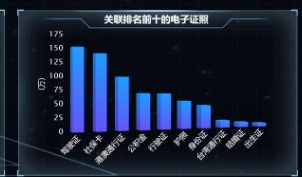 关联排名前十的电子证照
175
150
125
100
75
50
25
0
(万)
驾驶证
社保卡
港澳通行证
公积金
行驶证
护照
身份证
台湾通行证
结婚证
出生证